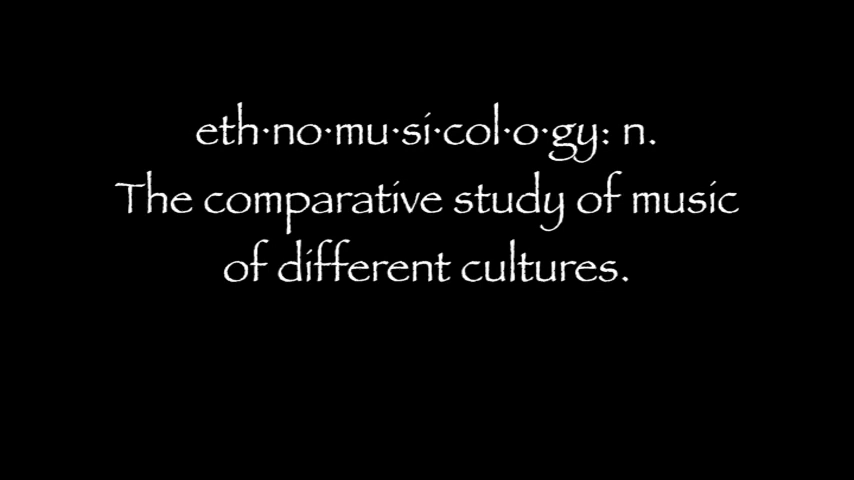 eth·no·mu·si·col·o·gy: n.
The comparative study of music
of different cultures.